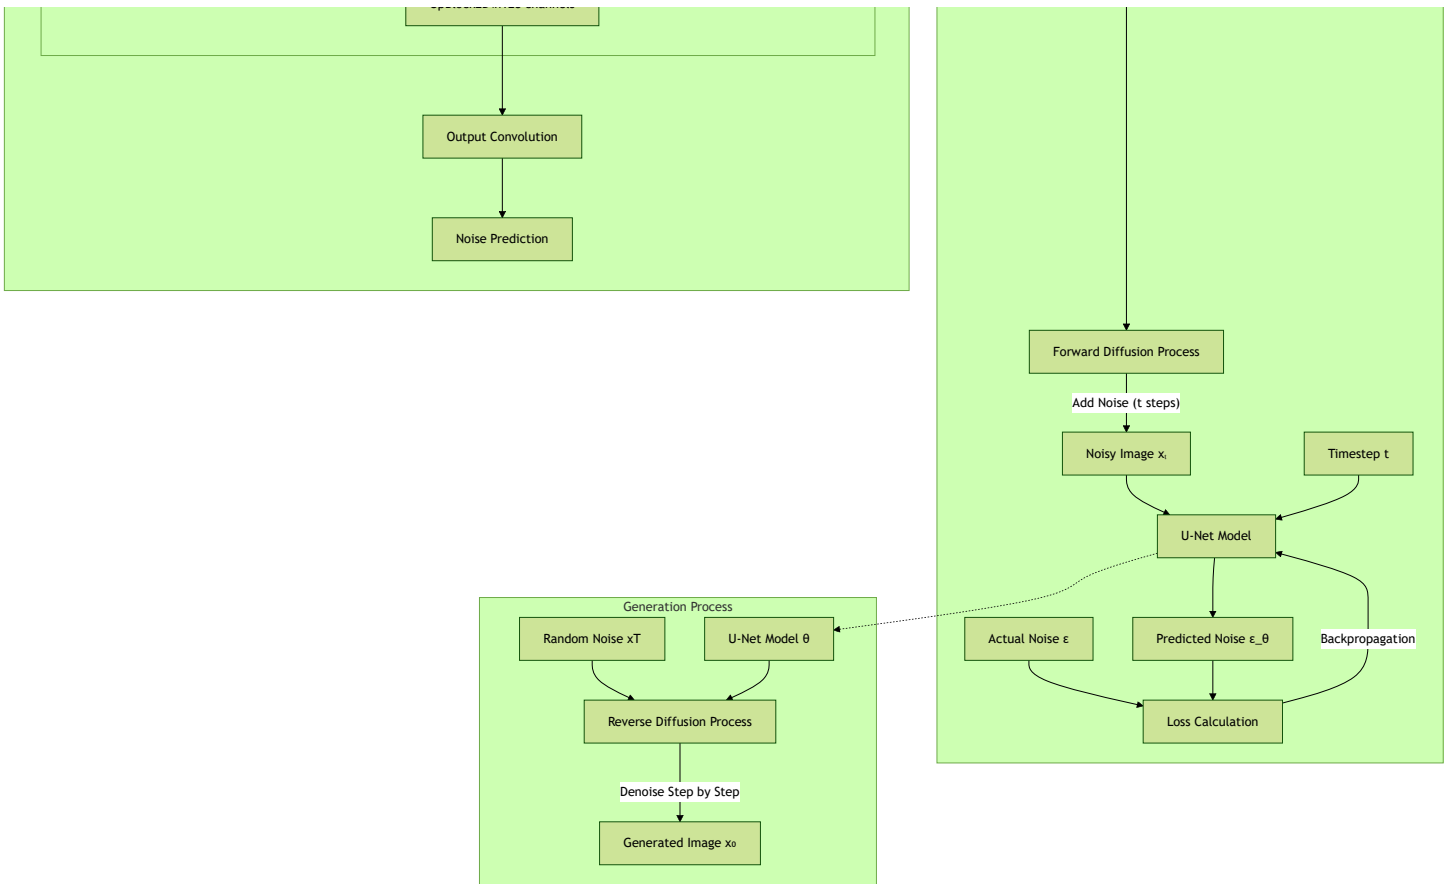 channels
Output Convolution
Noise Prediction
Forward Diffusion Process
Add Noise (t steps)
Noisy Image xₜ
Timestep t
U-Net Model
Generation Process
Random Noise xT
U-Net Model θ
Actual Noise ε
Predicted Noise ε_θ
Backpropagation
Reverse Diffusion Process
Loss Calculation
Denoise Step by Step
Generated Image x₀